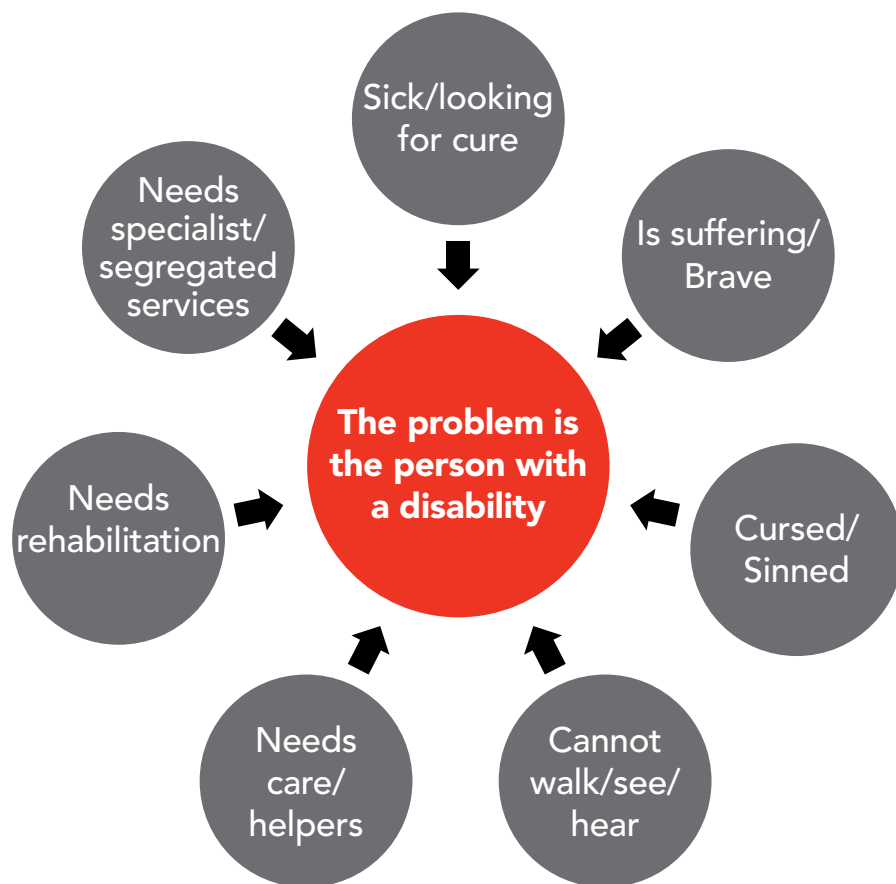 Sick/looking
for cure
Is suffering/
Brave
Cursed/
Sinned
Cannot
walk/see/
hear
Needs
care/
helpers
Needs
rehabilitation
Needs
specialist/
segregated
services
The problem is
the person with
a disability